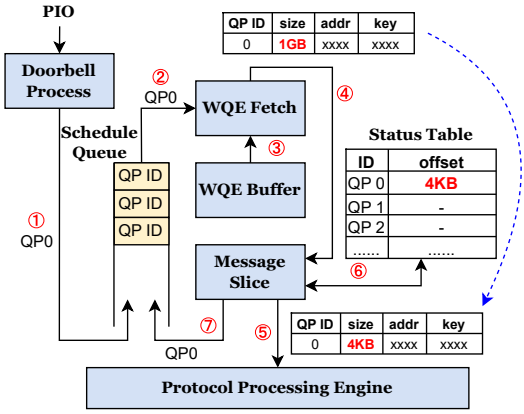 PIO
QP ID size addr key
0 1GB xxxx xxxx
Doorbell
Process
②
QP0
WQE Fetch
④
Schedule
Queue
③
Status Table
ID offset
QP 0 4KB
QP 1 -
QP 2 -
...... ......
QP ID
QP ID
QP ID
WQE Buffer
①
QP0
Message
Slice
⑥
⑦
QP0
⑤
QP ID size addr key
0 4KB xxxx xxxx
Protocol Processing Engine